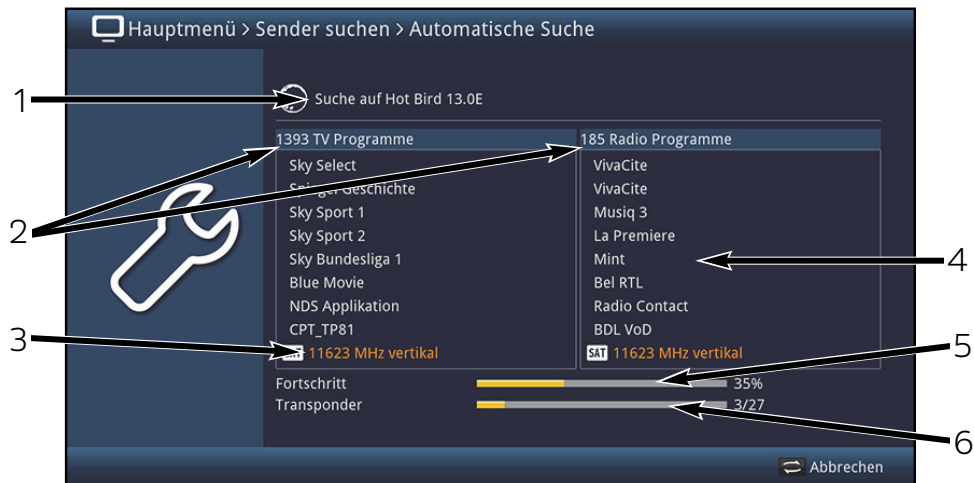 Hauptmenü > Sender suchen > Automatische Suche
1
Suche auf Hot Bird 13.0E
1393 TV Programme
185 Radio Programme
Sky Select
VivaCite
Spiegel Geschichte
VivaCite
2
Sky Sport 1
Musiq 3
Sky Sport 2
La Premiere
Sky Bundesliga 1
Mint
4
Blue Movie
Bel RTL
NDS Applikation
Radio Contact
CPT_TP81
BDL VoD
3
SAT 11623 MHz vertikal
SAT 11623 MHz vertikal
5
Fortschritt
35%
Transponder
3/27
6
Abbrechen